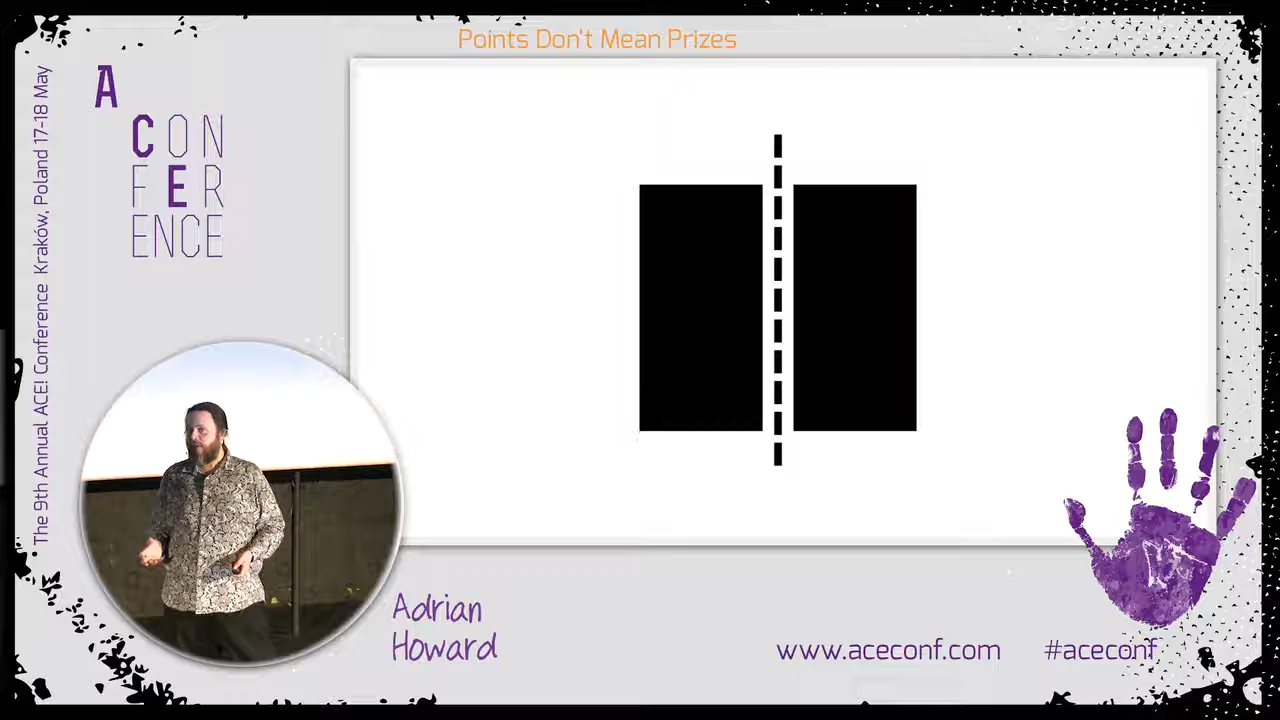 Points Don't Mean Prizes
The 9th Annual ACE! Conference Kraków, Poland 17-18 May
A
CON
FER
ENCE
Adrian
Howard
www.aceconf.com
#aceconf